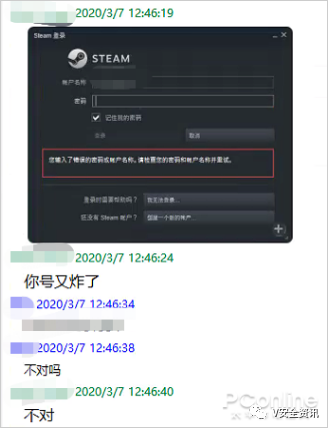 2020/3/7 12:46:19
Steam 登录
STEAM
帐户名称
密码
记住我的密码
登录
取消
您输入了错误的密码或帐户名称。请检查您的密码和帐户名称并重试。
登录时需要帮助吗？
我无法登录...
还没有 Steam 帐户？
创建一个新的帐户...
2020/3/7 12:46:24
你号又炸了
2020/3/7 12:46:34
2020/3/7 12:46:38
不对吗
2020/3/7 12:46:40
不对
PConline
V安全资讯